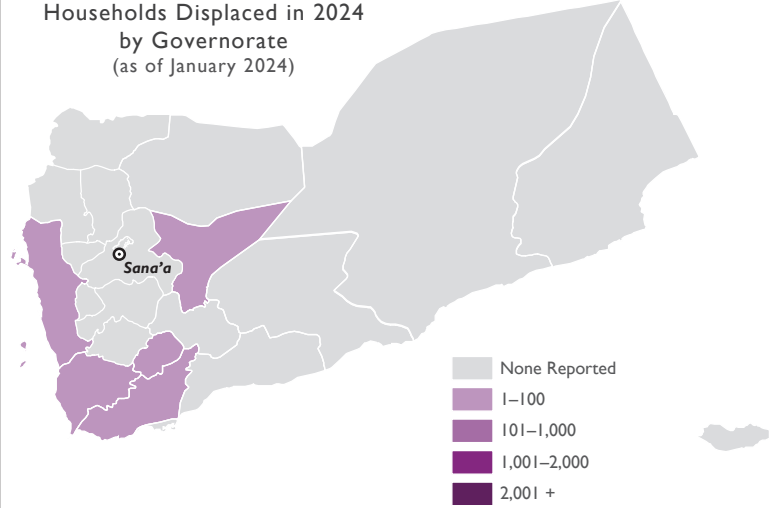 Households Displaced in 2024
by Governorate
(as of January 2024)
Sana'a
None Reported
1–100
101–1,000
1,001–2,000
2,001 +